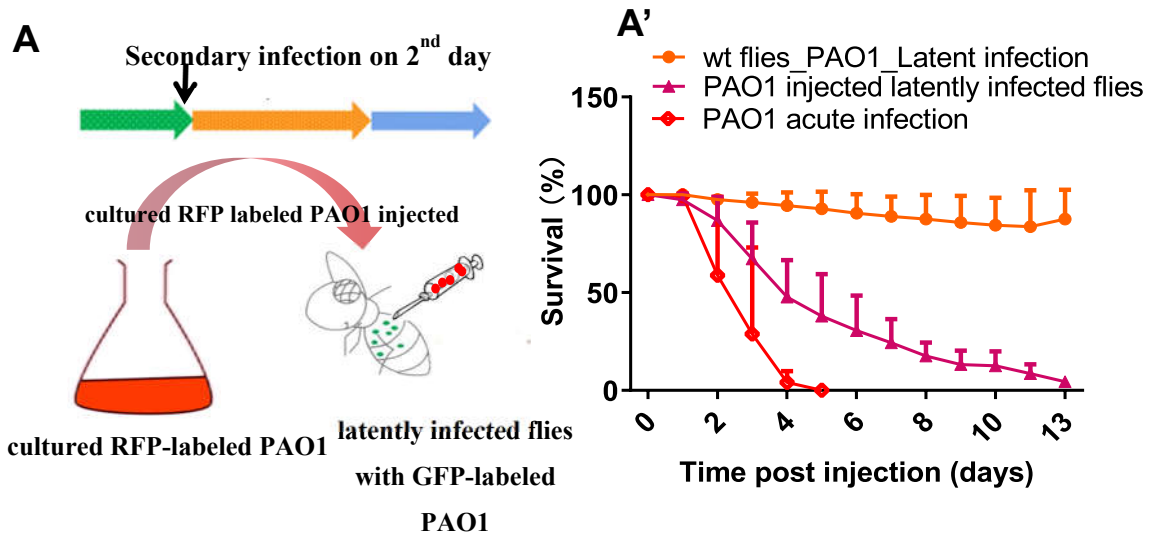 A
Secondary infection on 2nd day
cultured RFP labeled PAO1 injected
cultured RFP-labeled PAO1
latently infected flies
with GFP-labeled
PAO1
A'
wt flies_PAO1_Latent infection
PAO1 injected latently infected flies
PAO1 acute infection
Survival (%)
150
100
50
0
0 2 4 6 8 10 13
Time post injection (days)